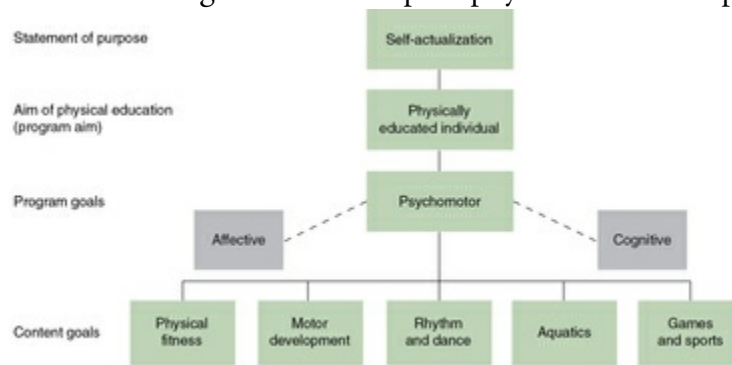 Statement of purpose
Self-actualization
Aim of physical education
(program aim)
Physically
educated individual
Program goals
Psychomotor
Affective
Cognitive
Content goals
Physical
fitness
Motor
development
Rhythm
and dance
Aquatics
Games
and sports